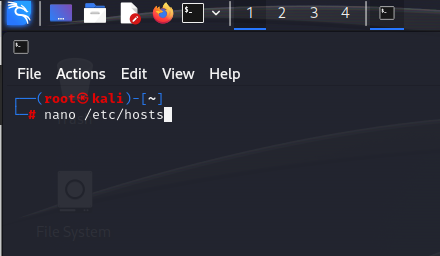 1 2 3 4
File Actions Edit View Help
┌──(root㉿kali)-[~]
└─# nano /etc/hosts
File System